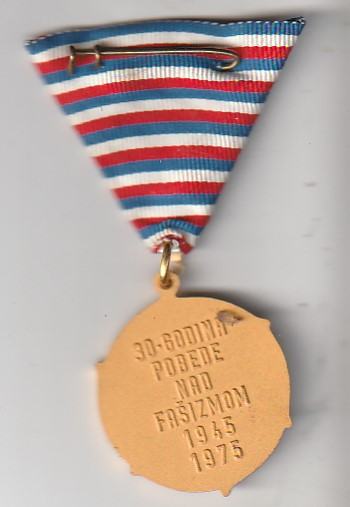 30-GODINA
POBEDE
NAD
FAŠIZMOM
1945
1975